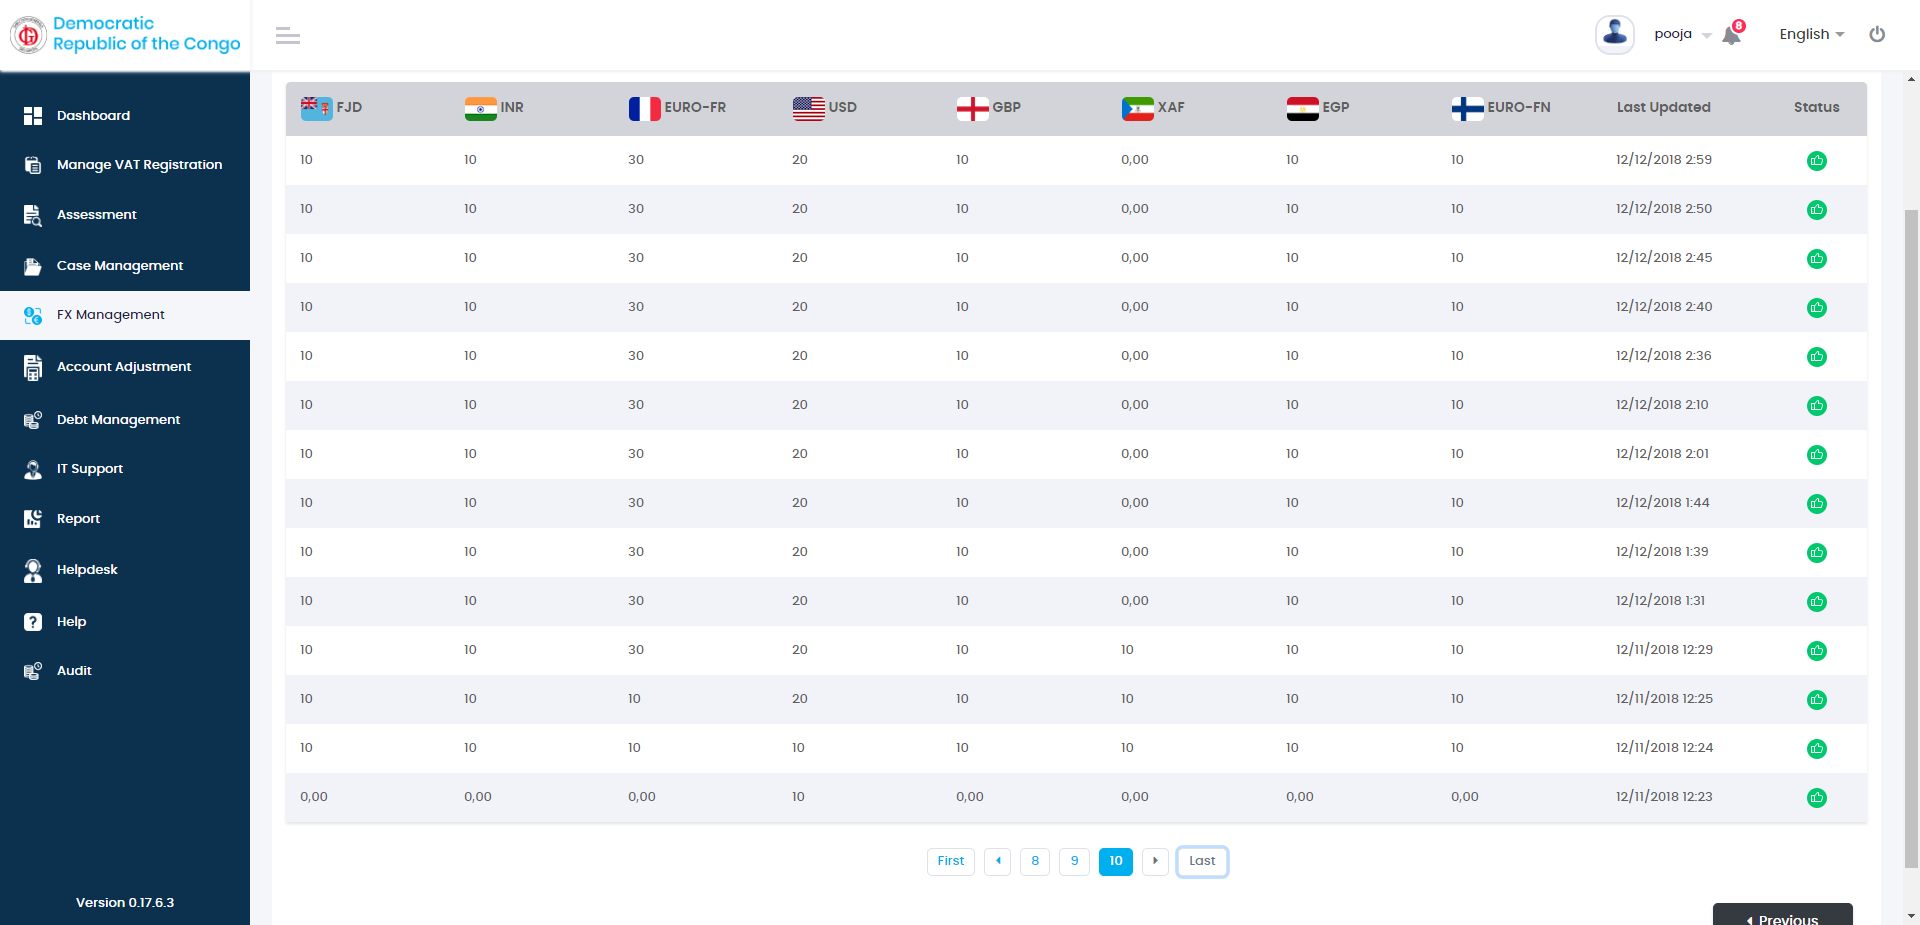 Democratic
Republic of the Congo
pooja
8
English
Dashboard
Manage VAT Registration
Assessment
Case Management
FX Management
Account Adjustment
Debt Management
IT Support
Report
Helpdesk
Help
Audit
Version 0.17.6.3
FJD INR EURO-FR USD GBP XAF EGP EURO-FN Last Updated Status
10 10 30 20 10 0,00 10 10 12/12/2018 2:59
10 10 30 20 10 0,00 10 10 12/12/2018 2:50
10 10 30 20 10 0,00 10 10 12/12/2018 2:45
10 10 30 20 10 0,00 10 10 12/12/2018 2:40
10 10 30 20 10 0,00 10 10 12/12/2018 2:36
10 10 30 20 10 0,00 10 10 12/12/2018 2:10
10 10 30 20 10 0,00 10 10 12/12/2018 2:01
10 10 30 20 10 0,00 10 10 12/12/2018 1:44
10 10 30 20 10 0,00 10 10 12/12/2018 1:39
10 10 30 20 10 0,00 10 10 12/12/2018 1:31
10 10 30 20 10 10 10 10 12/11/2018 12:29
10 10 10 20 10 10 10 10 12/11/2018 12:25
10 10 10 10 10 10 10 10 12/11/2018 12:24
0,00 0,00 0,00 10 0,00 0,00 0,00 0,00 12/11/2018 12:23
First 8 9 10 Last
Previous